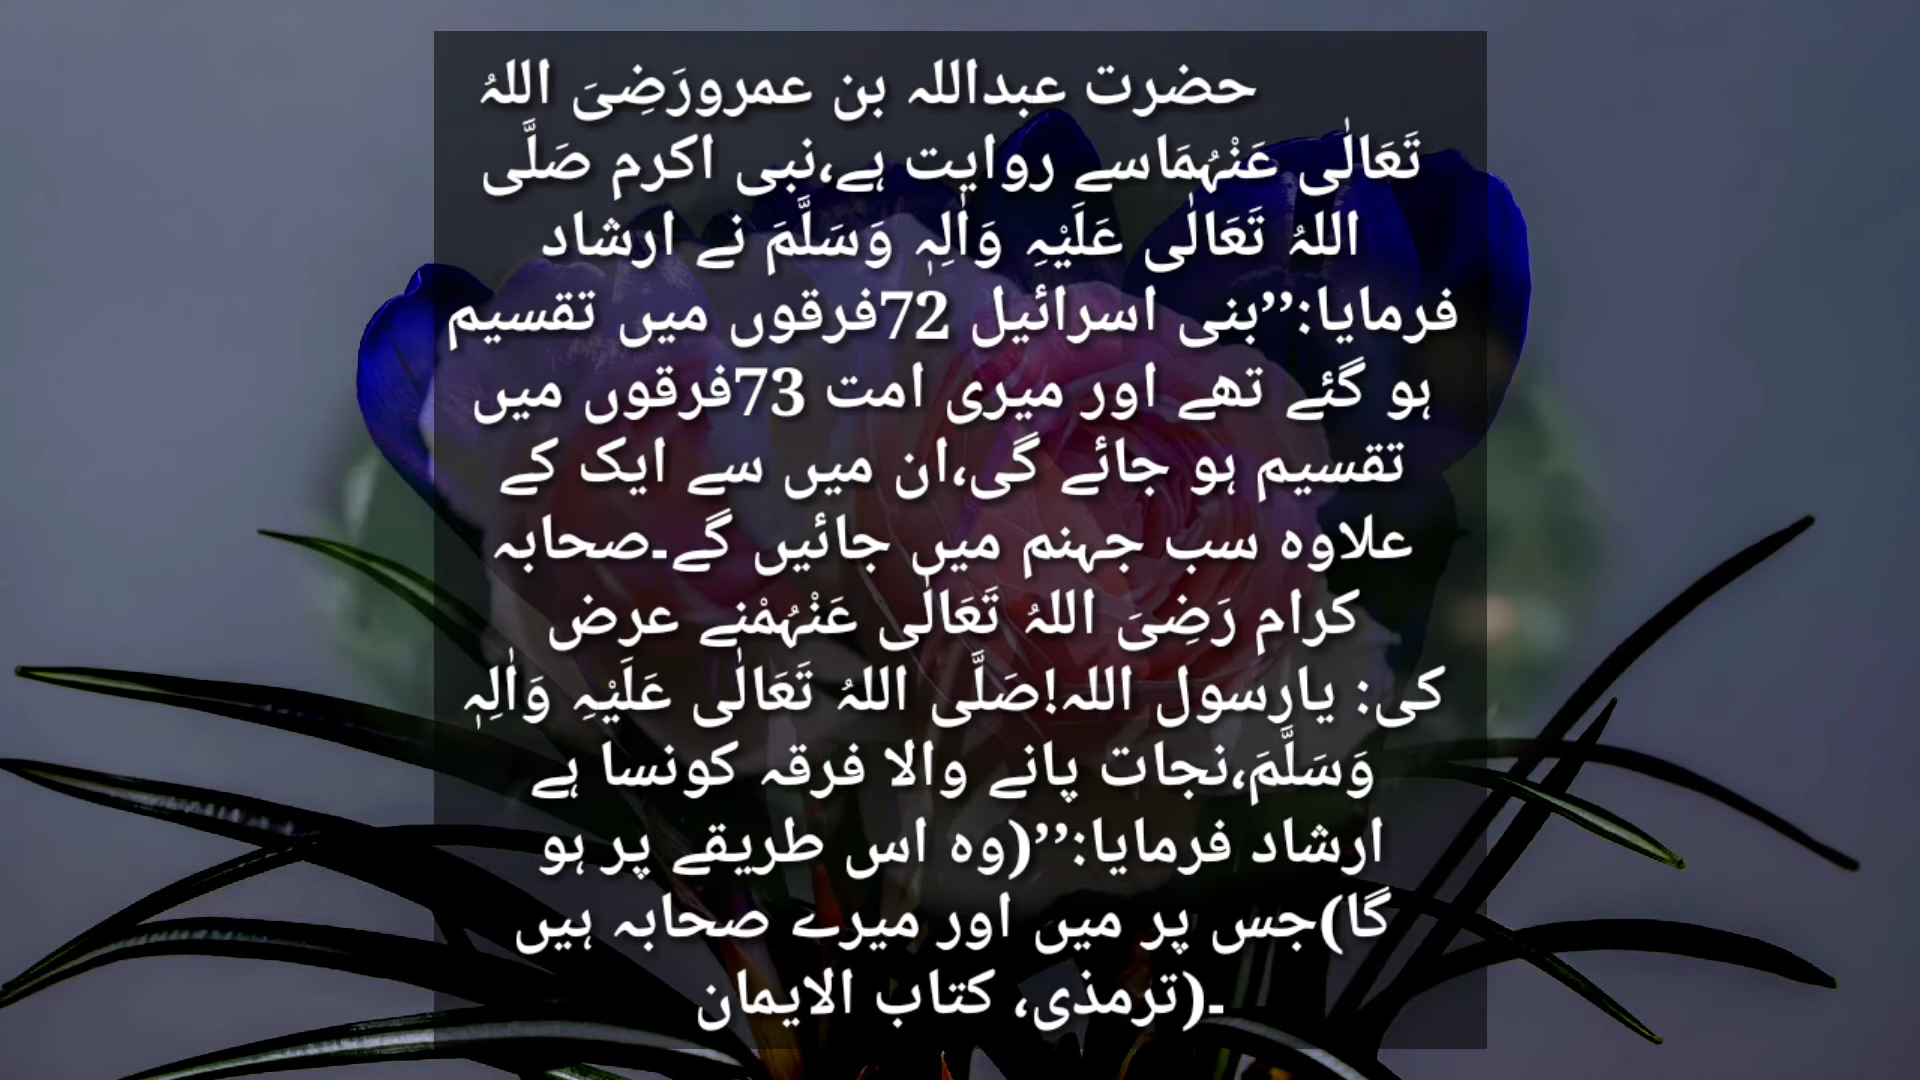 حضرت عبداللہ بن عمرورَضِیَ اللہُ
تَعَالٰی عَنْہُمَاسے روایت ہے،نبی اکرم صَلَّی
اللہُ تَعَالٰی عَلَیْہِ وَاٰلِہٖ وَسَلَّمَ نے ارشاد
فرمایا:’’بنی اسرائیل 72فرقوں میں تقسیم
ہو گئے تھے اور میری امت 73فرقوں میں
تقسیم ہو جائے گی،ان میں سے ایک کے
علاوہ سب جہنم میں جائیں گے۔صحابہ
کرام رَضِیَ اللہُ تَعَالٰی عَنْہُمْنے عرض
کی: یارسول اللہ!صَلَّی اللہُ تَعَالٰی عَلَیْہِ وَاٰلِہٖ
وَسَلَّمَ،نجات پانے والا فرقہ کونسا ہے
ارشاد فرمایا:’’(وہ اس طریقے پر ہو
گا)جس پر میں اور میرے صحابہ ہیں
۔(ترمذی، کتاب الایمان